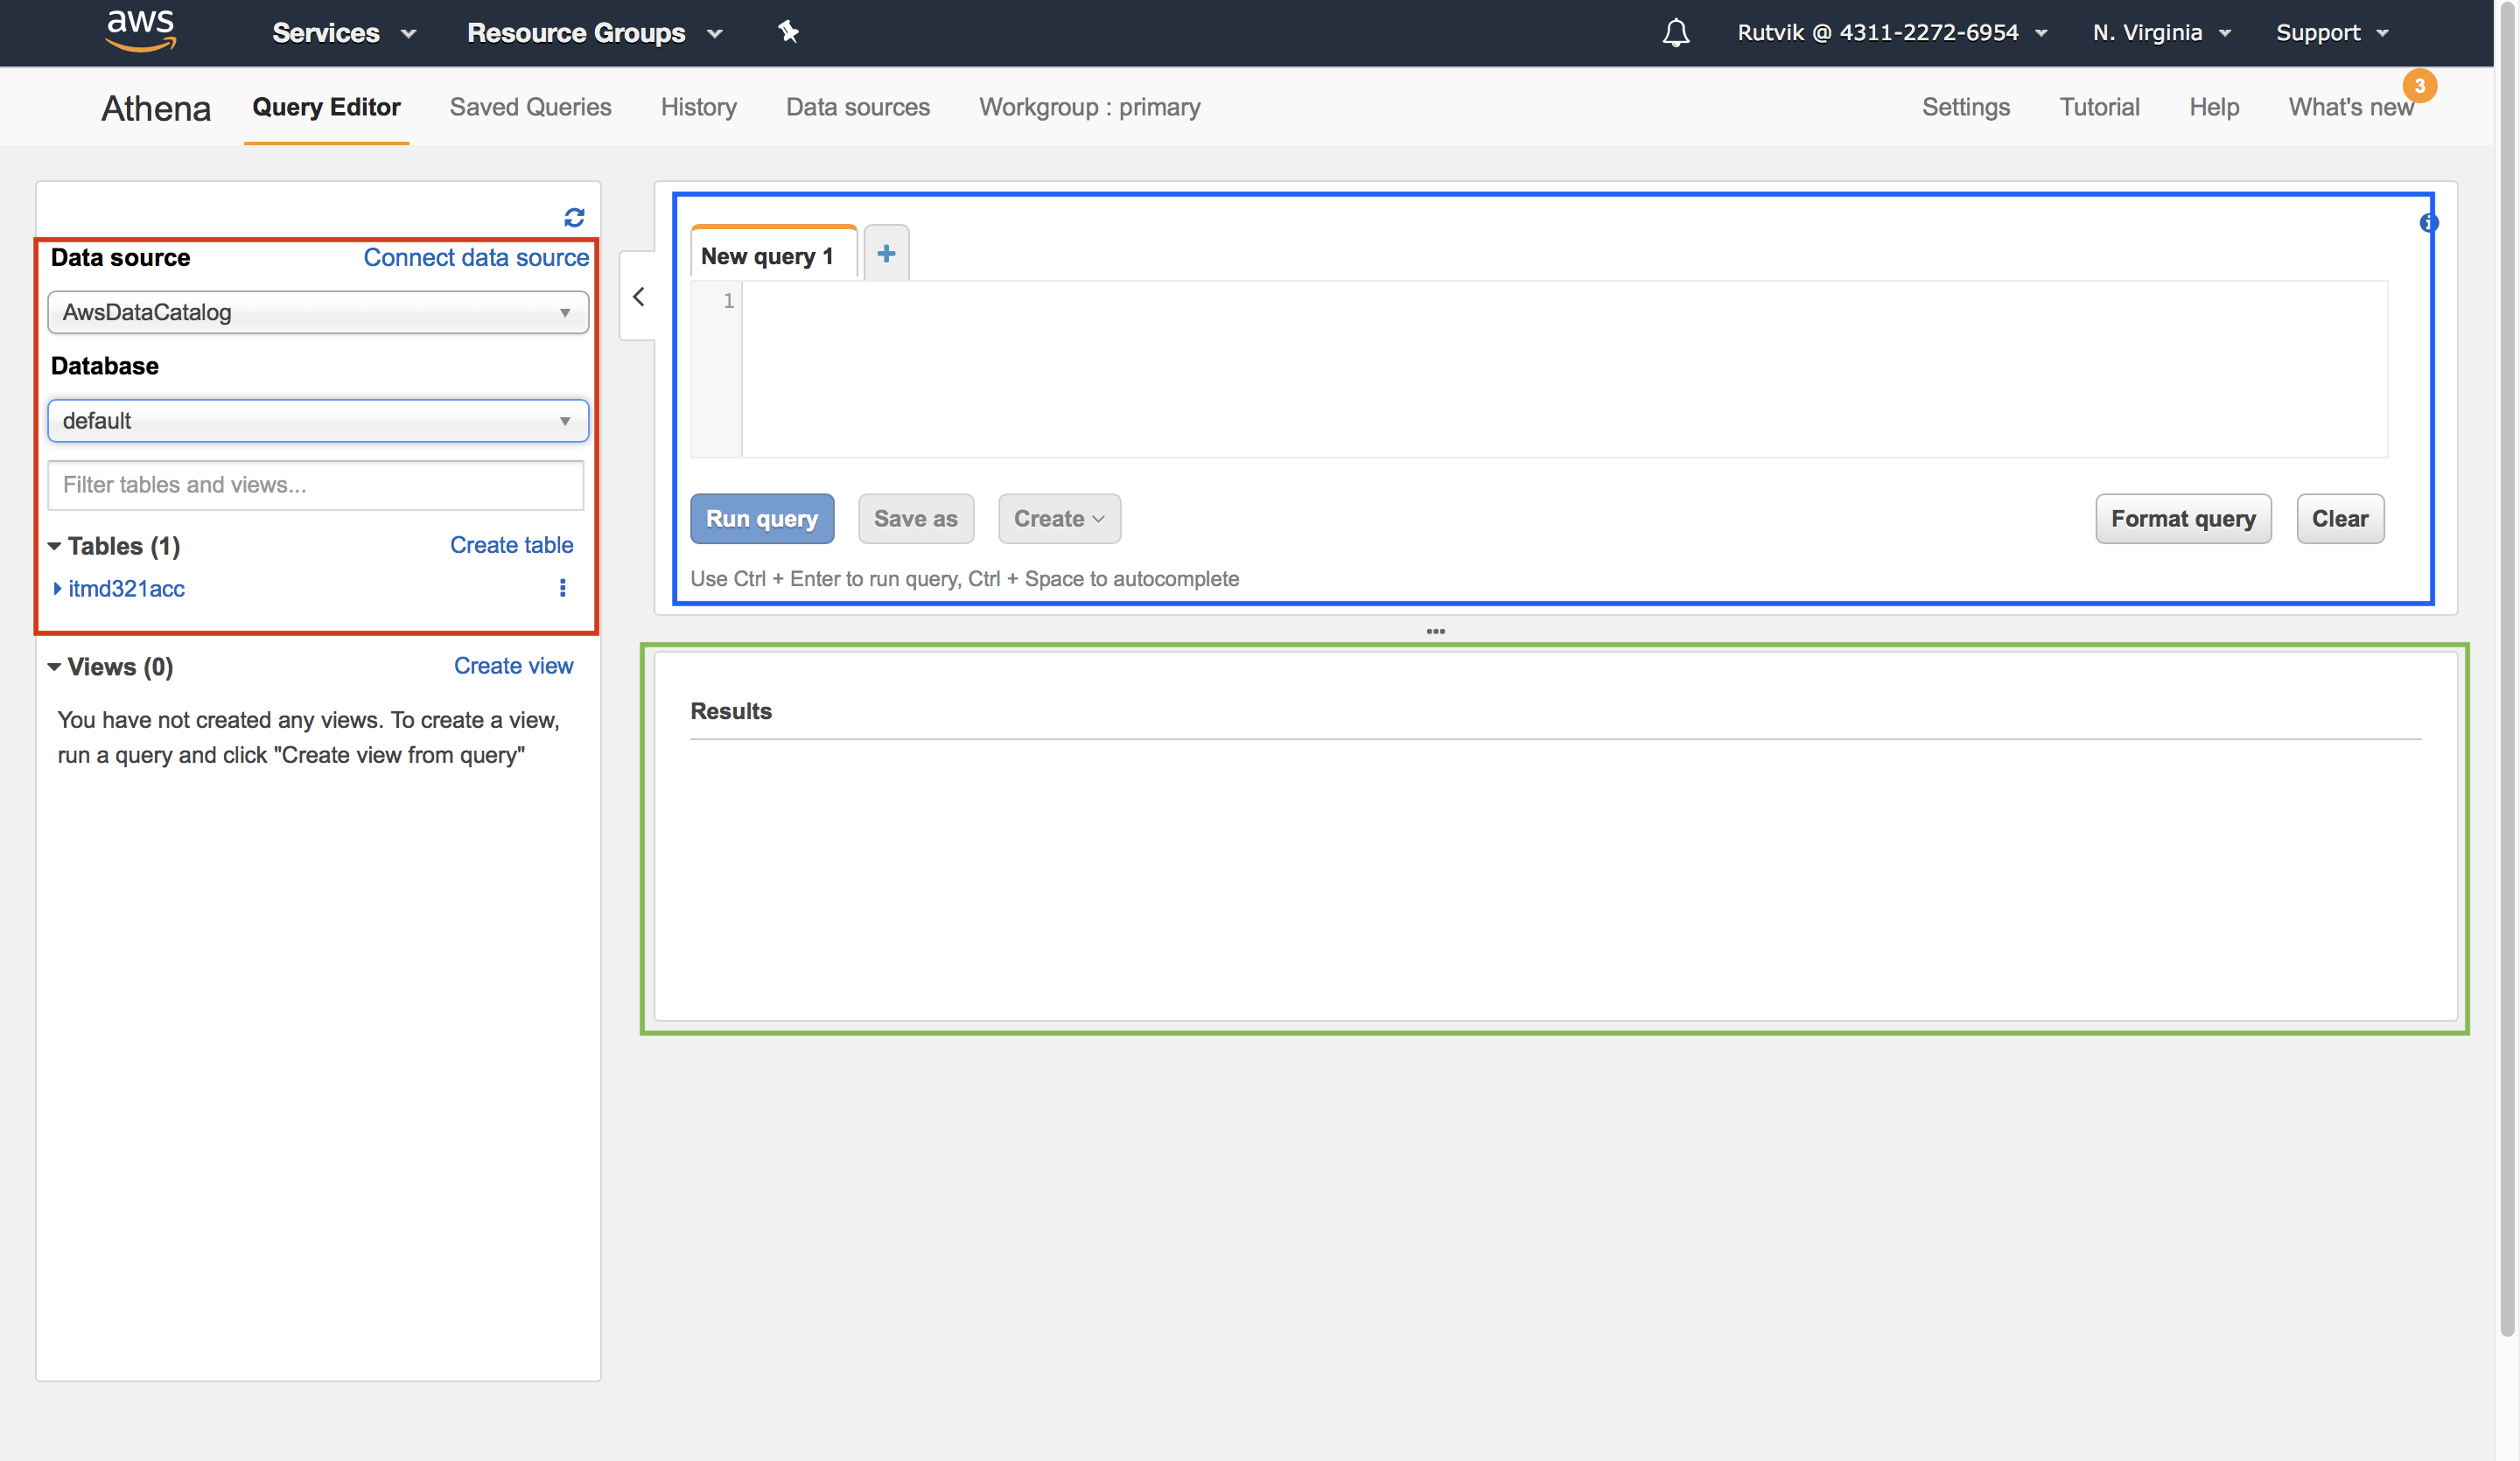 aws Services Resource Groups Rutvik @ 4311-2272-6954 N. Virginia Support
Athena Query Editor Saved Queries History Data sources Workgroup : primary Settings Tutorial Help What's new 3
Data source Connect data source
AwsDataCatalog
Database
default
Filter tables and views...
Tables (1) Create table
itmd321acc
Views (0) Create view
You have not created any views. To create a view,
run a query and click "Create view from query"
New query 1
1
Run query Save as Create Format query Clear
Use Ctrl + Enter to run query, Ctrl + Space to autocomplete
Results